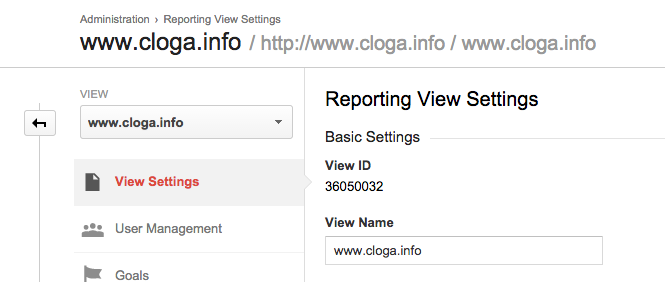 Administration › Reporting View Settings
www.cloga.info / http://www.cloga.info / www.cloga.info
VIEW
www.cloga.info
View Settings
User Management
Goals
Reporting View Settings
Basic Settings
View ID
36050032
View Name
www.cloga.info